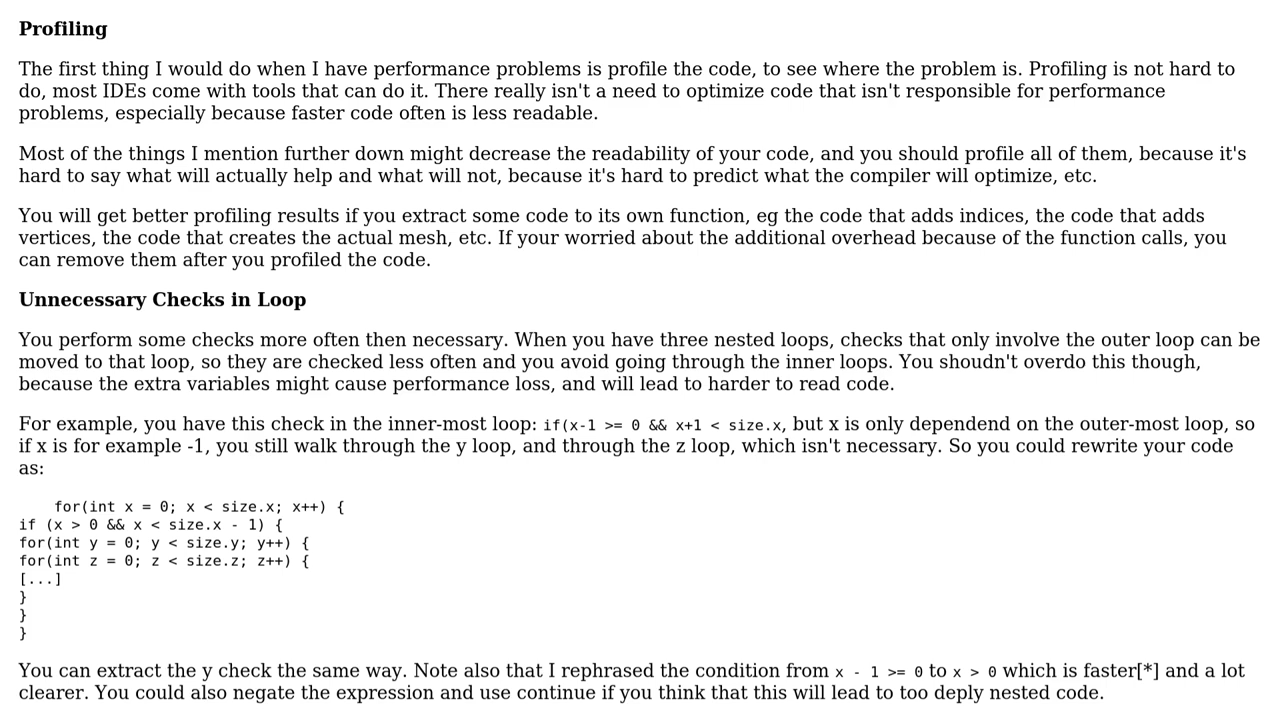 Profiling
The first thing I would do when I have performance problems is profile the code, to see where the problem is. Profiling is not hard to
do, most IDEs come with tools that can do it. There really isn't a need to optimize code that isn't responsible for performance
problems, especially because faster code often is less readable.
Most of the things I mention further down might decrease the readability of your code, and you should profile all of them, because it's
hard to say what will actually help and what will not, because it's hard to predict what the compiler will optimize, etc.
You will get better profiling results if you extract some code to its own function, eg the code that adds indices, the code that adds
vertices, the code that creates the actual mesh, etc. If your worried about the additional overhead because of the function calls, you
can remove them after you profiled the code.
Unnecessary Checks in Loop
You perform some checks more often then necessary. When you have three nested loops, checks that only involve the outer loop can be
moved to that loop, so they are checked less often and you avoid going through the inner loops. You shoudn't overdo this though,
because the extra variables might cause performance loss, and will lead to harder to read code.
For example, you have this check in the inner-most loop: if(x-1 >= 0 && x+1 < size.x, but x is only dependend on the outer-most loop, so
if x is for example -1, you still walk through the y loop, and through the z loop, which isn't necessary. So you could rewrite your code
as:
for(int x = 0; x < size.x; x++) {
if (x > 0 && x < size.x - 1) {
for(int y = 0; y < size.y; y++) {
for(int z = 0; z < size.z; z++) {
[...]
}
}
}
You can extract the y check the same way. Note also that I rephrased the condition from x - 1 >= 0 to x > 0 which is faster[*] and a lot
clearer. You could also negate the expression and use continue if you think that this will lead to too deply nested code.